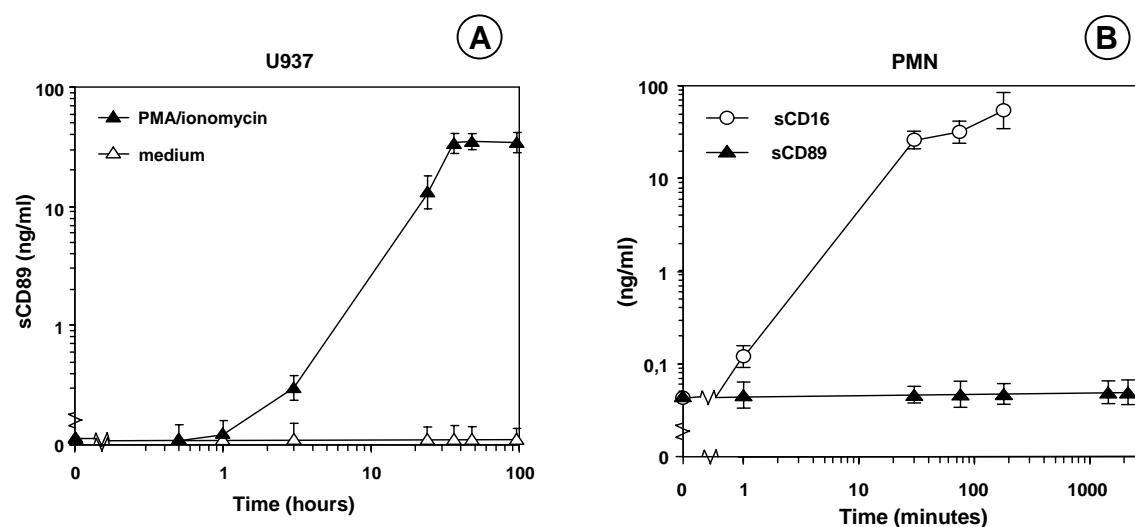 A
U937
100
10
1
0
PMA/ionomycin
medium
sCD89 (ng/ml)
0 1 10 100
Time (hours)
B
PMN
100
10
1
0,1
0
sCD16
sCD89
(ng/ml)
0 1 10 100 1000
Time (minutes)